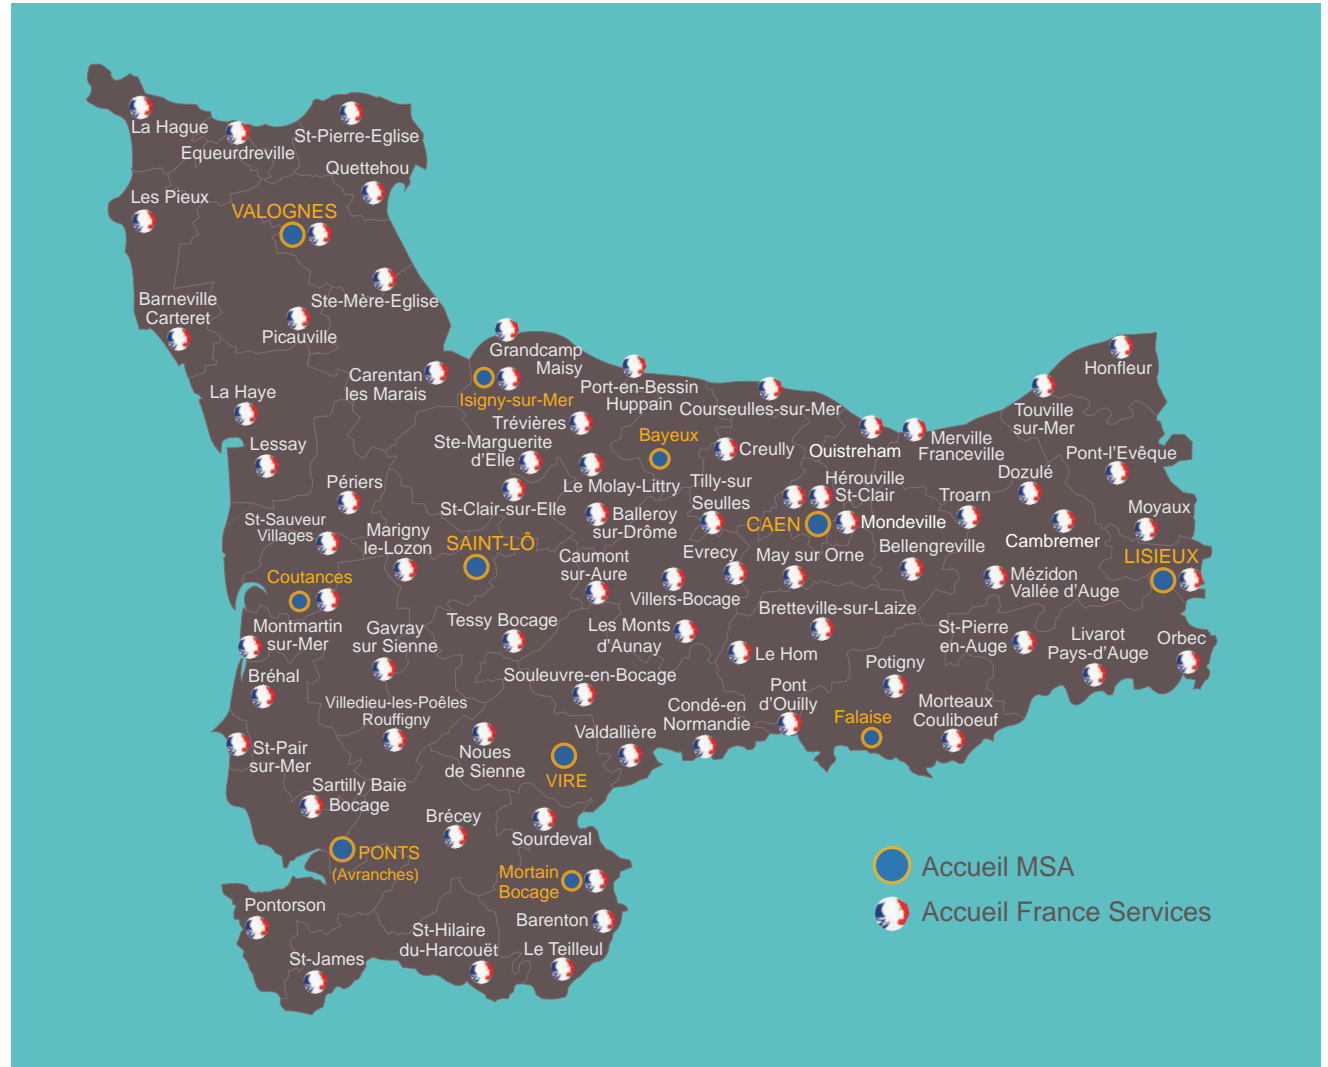 La Hague
Equeurdreville
St-Pierre-Eglise
Quettehou
Les Pieux
VALOGNES
Ste-Mère-Eglise
Barneville
Carteret
Picauville
Grandcamp
Maisy
Carentan
les Marais
Isigny-sur-Mer
Port-en-Bessin
Huppain
Courseulles-sur-Mer
Honfleur
Touville
sur-Mer
La Haye
Lessay
Trévières
Ste-Marguerite
d'Elle
Bayeux
Creully
Ouistreham
Merville
Franceville
Pont-l'Evêque
Dozulé
Périers
St-Clair-sur-Elle
Le Molay-Littry
Tilly-sur
Seulles
Hérouville
St-Clair
Troarn
Moyaux
St-Sauveur
Villages
Marigny
le-Lozon
SAINT-LÔ
Balleroy
sur-Drôme
CAEN
Mondeville
Cambremer
LISIEUX
Coutances
Caumont
sur-Aure
Evrecy
May sur Orne
Bellengreville
Mézidon
Vallée d'Auge
Villers-Bocage
Bretteville-sur-Laize
Montmartin
sur-Mer
Gavray
sur Sienne
Tessy Bocage
Les Monts
d'Aunay
Le Hom
St-Pierre
en-Auge
Livarot
Pays-d'Auge
Orbec
Bréhal
Souleuvre-en-Bocage
Potigny
Villedieu-les-Poêles
Rouffigny
Condé-en
Normandie
Pont
d'Ouilly
Falaise
Morteaux
Couliboeuf
St-Pair
sur-Mer
Noues
de Sienne
Valdallière
VIRE
Sartilly Baie
Bocage
Brécey
Sourdeval
PONTS
(Avranches)
Mortain
Bocage
Accueil MSA
Accueil France Services
Pontorson
Barenton
St-Hilaire
du-Harcouët
Le Teilleul
St-James